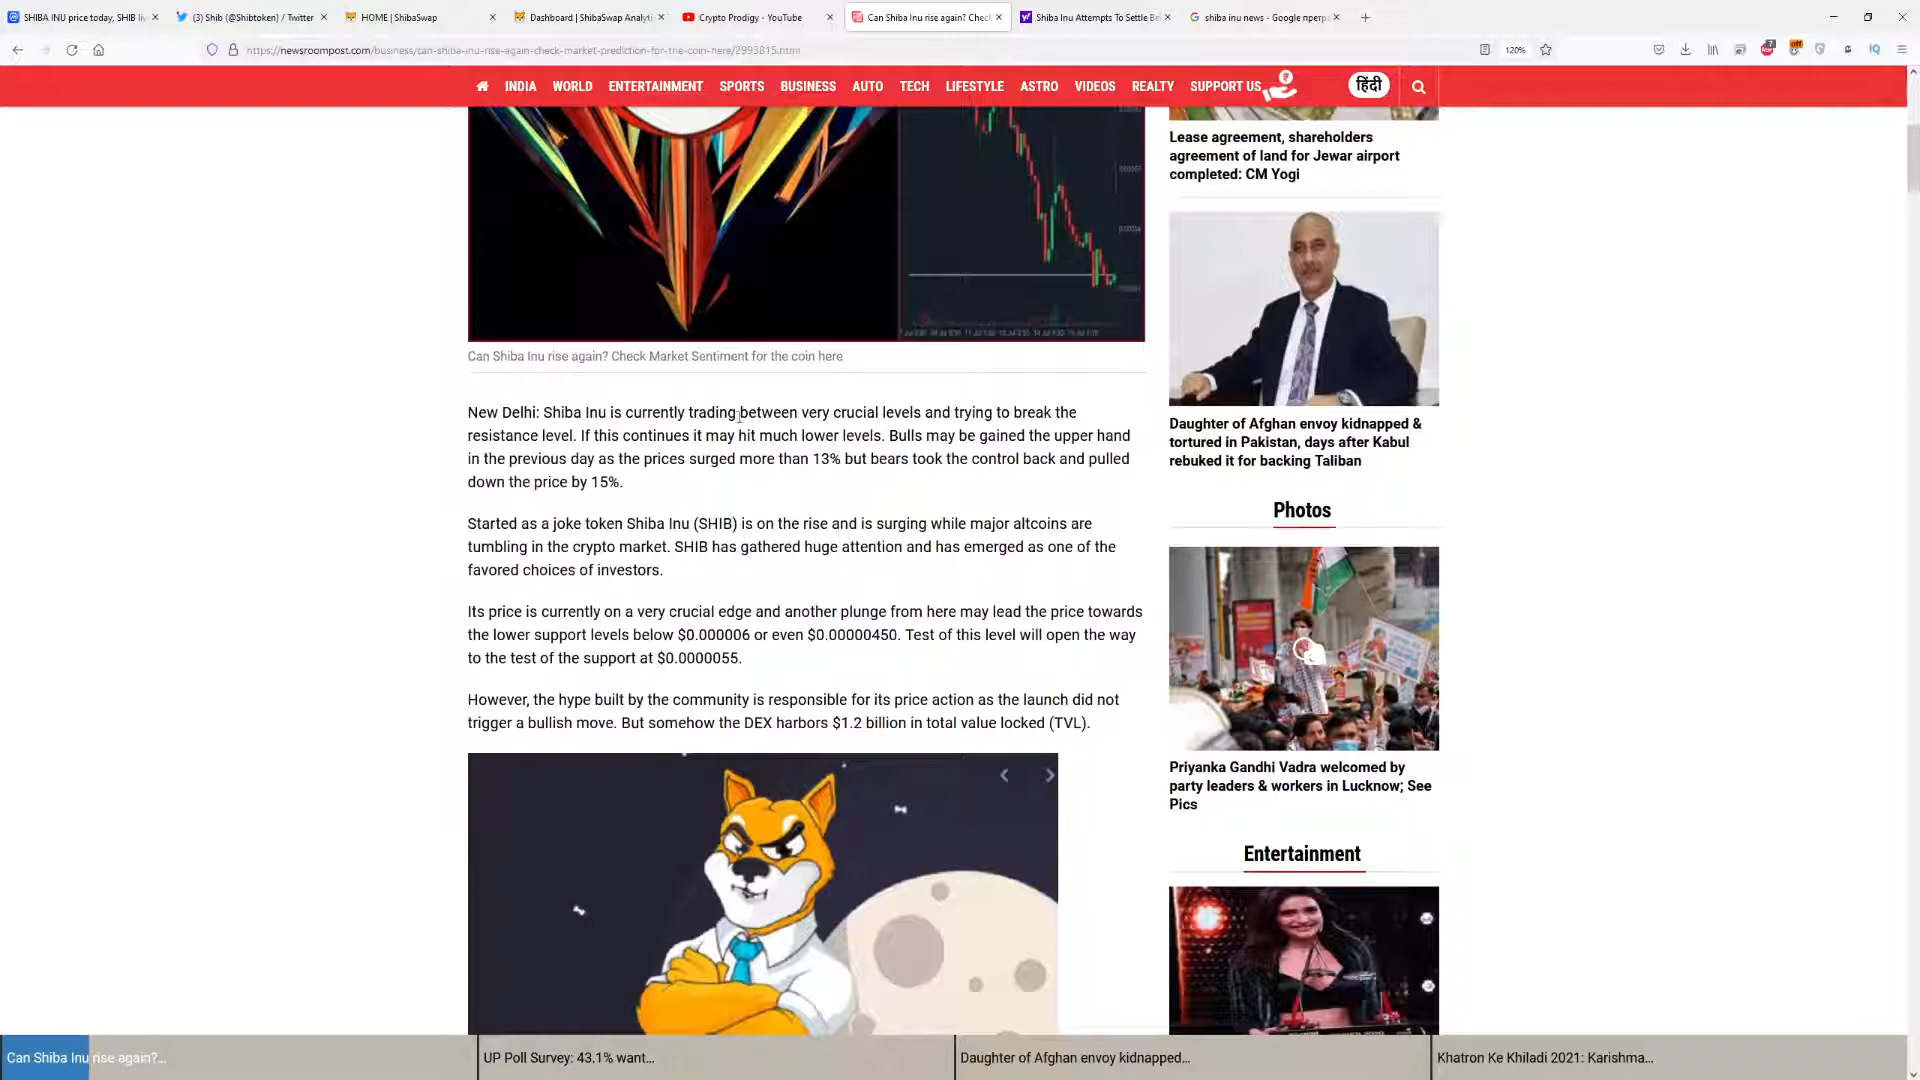 SHIBA INU price today, SHIB li
(3) Shib (@Shibtoken) / Twitter
HOME | ShibaSwap
Dashboard | ShibaSwap Analyti
Crypto Prodigy - YouTube
Can Shiba Inu rise again? Chec
Shiba Inu Attempts To Settle Be
shiba inu news - Google
https://newsroompost.com/business/can-shiba-inu-rise-again-check-market-prediction-for-the-coin-here/2993815.html
120%
INDIA WORLD ENTERTAINMENT SPORTS BUSINESS AUTO TECH LIFESTYLE ASTRO VIDEOS REALTY SUPPORT US हिंदी
Can Shiba Inu rise again? Check Market Sentiment for the coin here
New Delhi: Shiba Inu is currently trading between very crucial levels and trying to break the
resistance level. If this continues it may hit much lower levels. Bulls may be gained the upper hand
in the previous day as the prices surged more than 13% but bears took the control back and pulled
down the price by 15%.
Started as a joke token Shiba Inu (SHIB) is on the rise and is surging while major altcoins are
tumbling in the crypto market. SHIB has gathered huge attention and has emerged as one of the
favored choices of investors.
Its price is currently on a very crucial edge and another plunge from here may lead the price towards
the lower support levels below $0.000006 or even $0.00000450. Test of this level will open the way
to the test of the support at $0.0000055.
However, the hype built by the community is responsible for its price action as the launch did not
trigger a bullish move. But somehow the DEX harbors $1.2 billion in total value locked (TVL).
Lease agreement, shareholders
agreement of land for Jewar airport
completed: CM Yogi
Daughter of Afghan envoy kidnapped &
tortured in Pakistan, days after Kabul
rebuked it for backing Taliban
Photos
Priyanka Gandhi Vadra welcomed by
party leaders & workers in Lucknow; See
Pics
Entertainment
Can Shiba Inu rise again?...
UP Poll Survey: 43.1% want...
Daughter of Afghan envoy kidnapped...
Khatron Ke Khiladi 2021: Karishma...